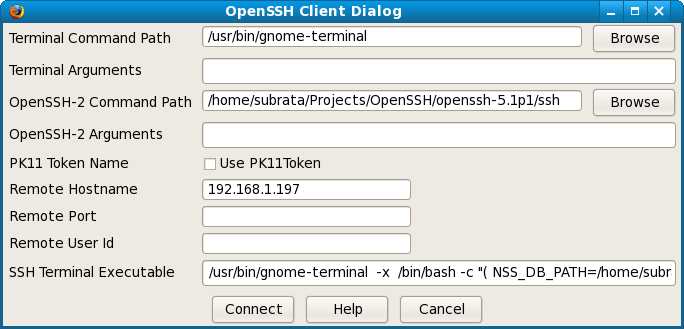 OpenSSH Client Dialog
Terminal Command Path /usr/bin/gnome-terminal Browse
Terminal Arguments
OpenSSH-2 Command Path /home/subrata/Projects/OpenSSH/openssh-5.1p1/ssh Browse
OpenSSH-2 Arguments
PK11 Token Name Use PK11Token
Remote Hostname 192.168.1.197
Remote Port
Remote User Id
SSH Terminal Executable /usr/bin/gnome-terminal -x /bin/bash -c "( NSS_DB_PATH=/home/subr
Connect Help Cancel